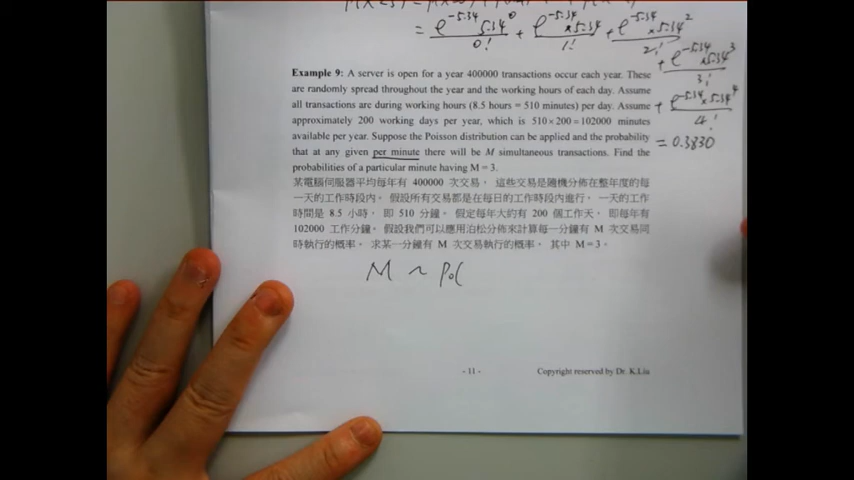 = e^-5.34 5.34^0 / 0! + e^-5.34 × 5.34 / 1! + e^-5.34 × 5.34^2 / 2!
+ e^-5.34 × 5.34^3 / 3!
+ e^-5.34 × 5.34^4 / 4!
= 0.3830
Example 9: A server is open for a year 400000 transactions occur each year. These
are randomly spread throughout the year and the working hours of each day. Assume
all transactions are during working hours (8.5 hours = 510 minutes) per day. Assume
approximately 200 working days per year, which is 510 × 200 = 102000 minutes
available per year. Suppose the Poisson distribution can be applied and the probability
that at any given per minute there will be M simultaneous transactions. Find the
probabilities of a particular minute having M = 3.
某電腦伺服器平均每年有 400000 次交易，這些交易是隨機分佈在整年度的每
一天的工作時段內。假設所有交易都是在每日的工作時段內進行，一天的工作
時間是 8.5 小時，即 510 分鐘。假定每年大約有 200 個工作天，即每年有
102000 工作分鐘。假設我們可以應用泊松分佈來計算每一分鐘有 M 次交易同
時執行的概率。求某一分鐘有 M 次交易執行的概率，其中 M = 3。
M ~ Po(
- 11 -
Copyright reserved by Dr. K.Liu